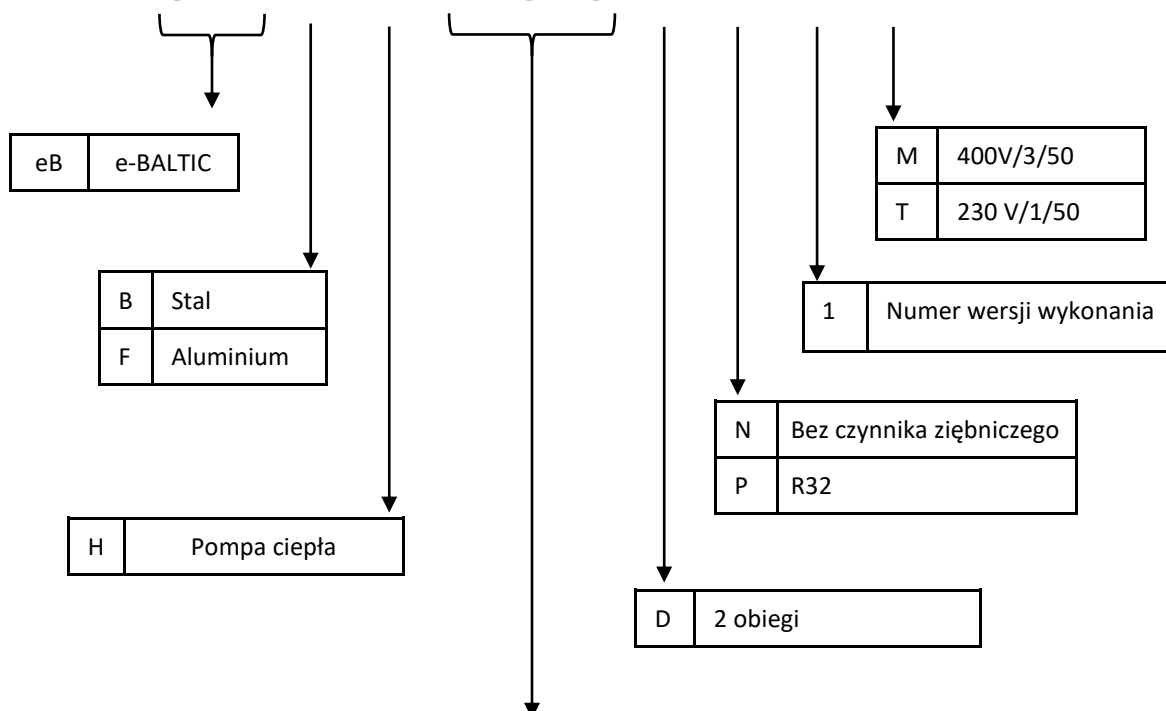 eB e-BALTIC
M 400V/3/50
T 230 V/1/50
B Stal
F Aluminium
1 Numer wersji wykonania
N Bez czynnika ziębniczego
P R32
H Pompa ciepła
D 2 obiegi